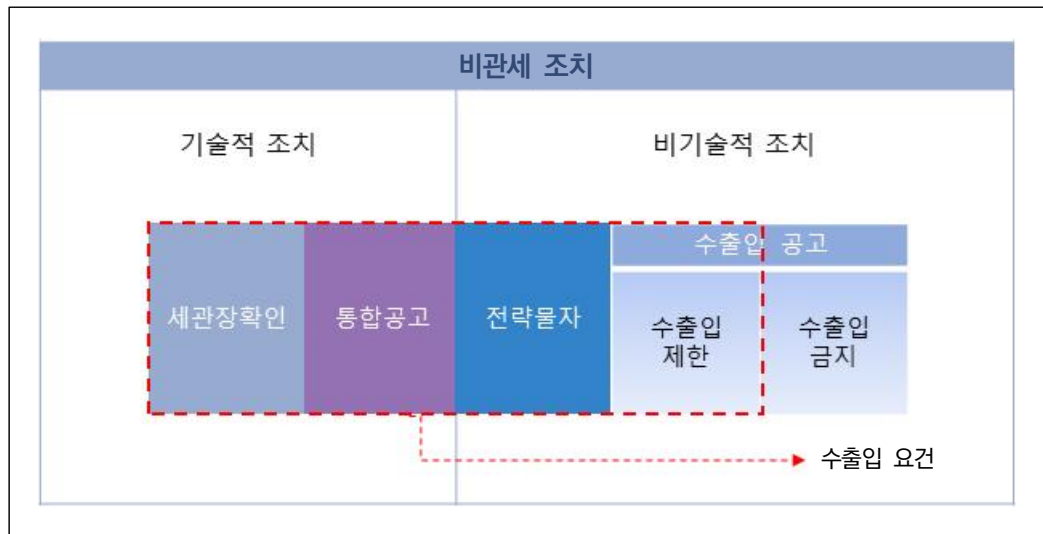 비관세 조치
기술적 조치
비기술적 조치
세관장확인
통합공고
전략물자
수출입 공고
수출입
제한
수출입
금지
수출입 요건